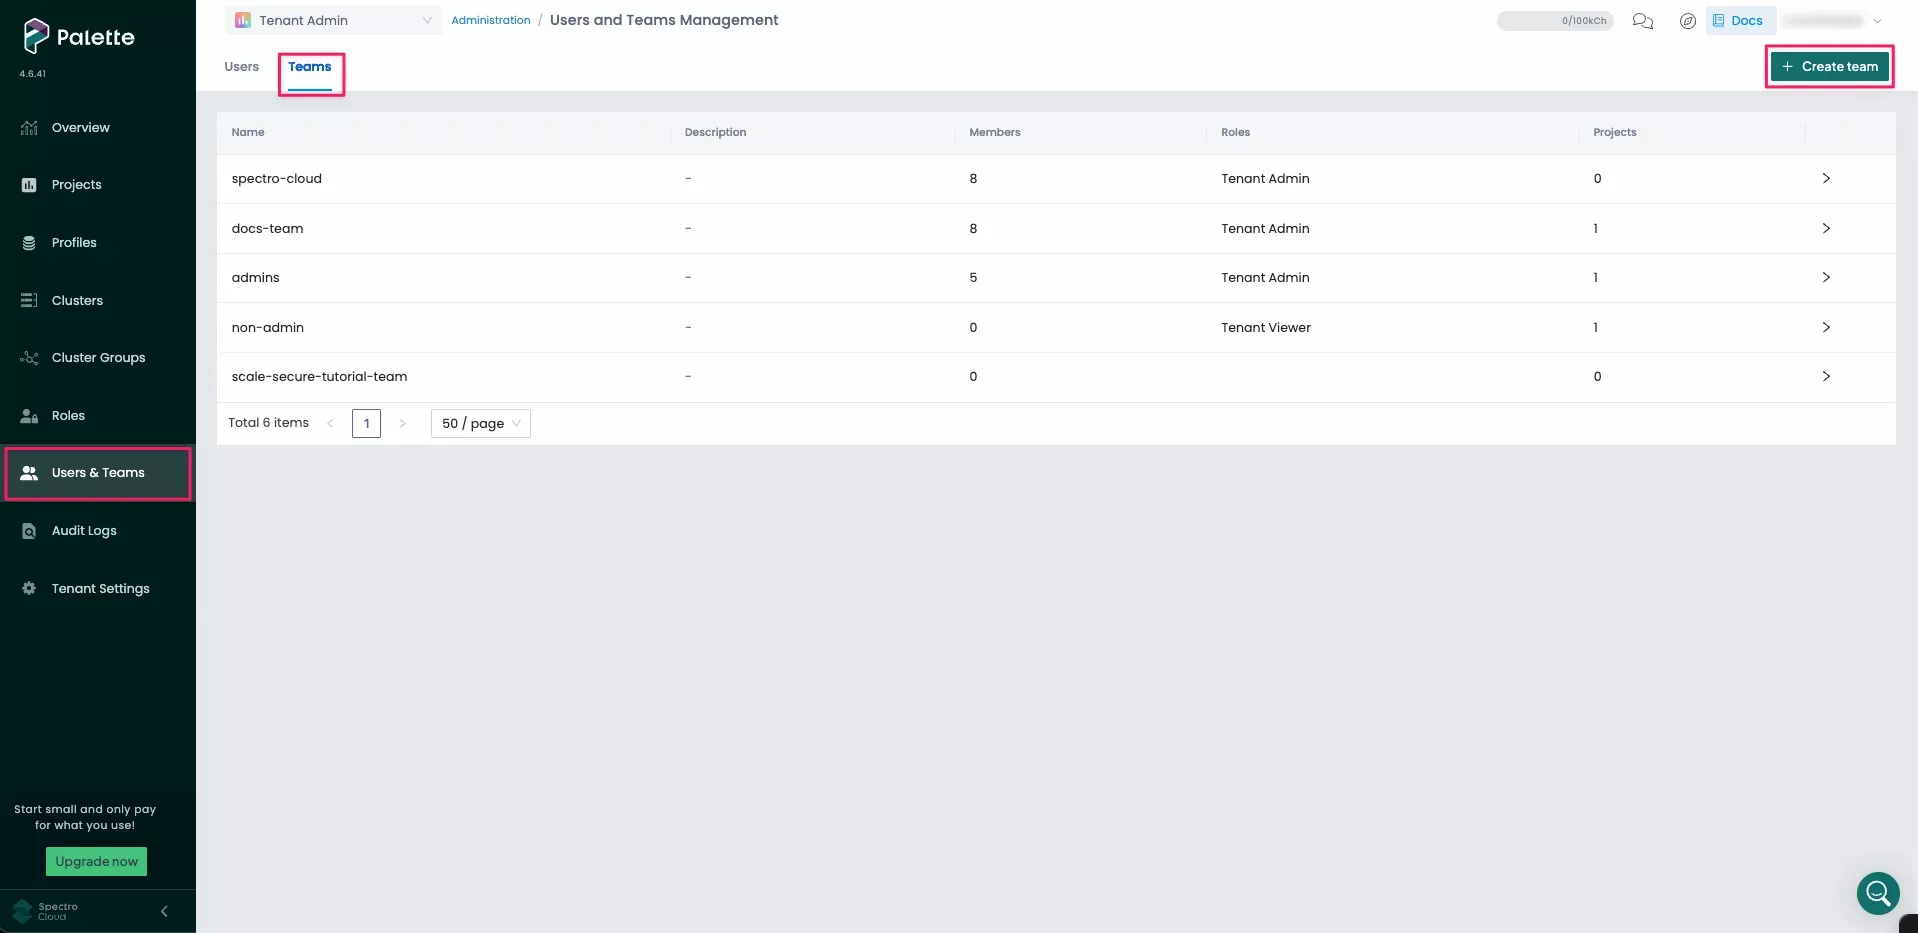 Palette
4.6.41
Overview
Projects
Profiles
Clusters
Cluster Groups
Roles
Users & Teams
Audit Logs
Tenant Settings
Start small and only pay
for what you use!
Upgrade now
Spectro
Cloud
Tenant Admin
Administration / Users and Teams Management
0/100kCh
Docs
Users Teams
+ Create team
Name Description Members Roles Projects
spectro-cloud - 8 Tenant Admin 0
docs-team - 8 Tenant Admin 1
admins - 5 Tenant Admin 1
non-admin - 0 Tenant Viewer 1
scale-secure-tutorial-team - 0 0
Total 6 items < 1 > 50 / page